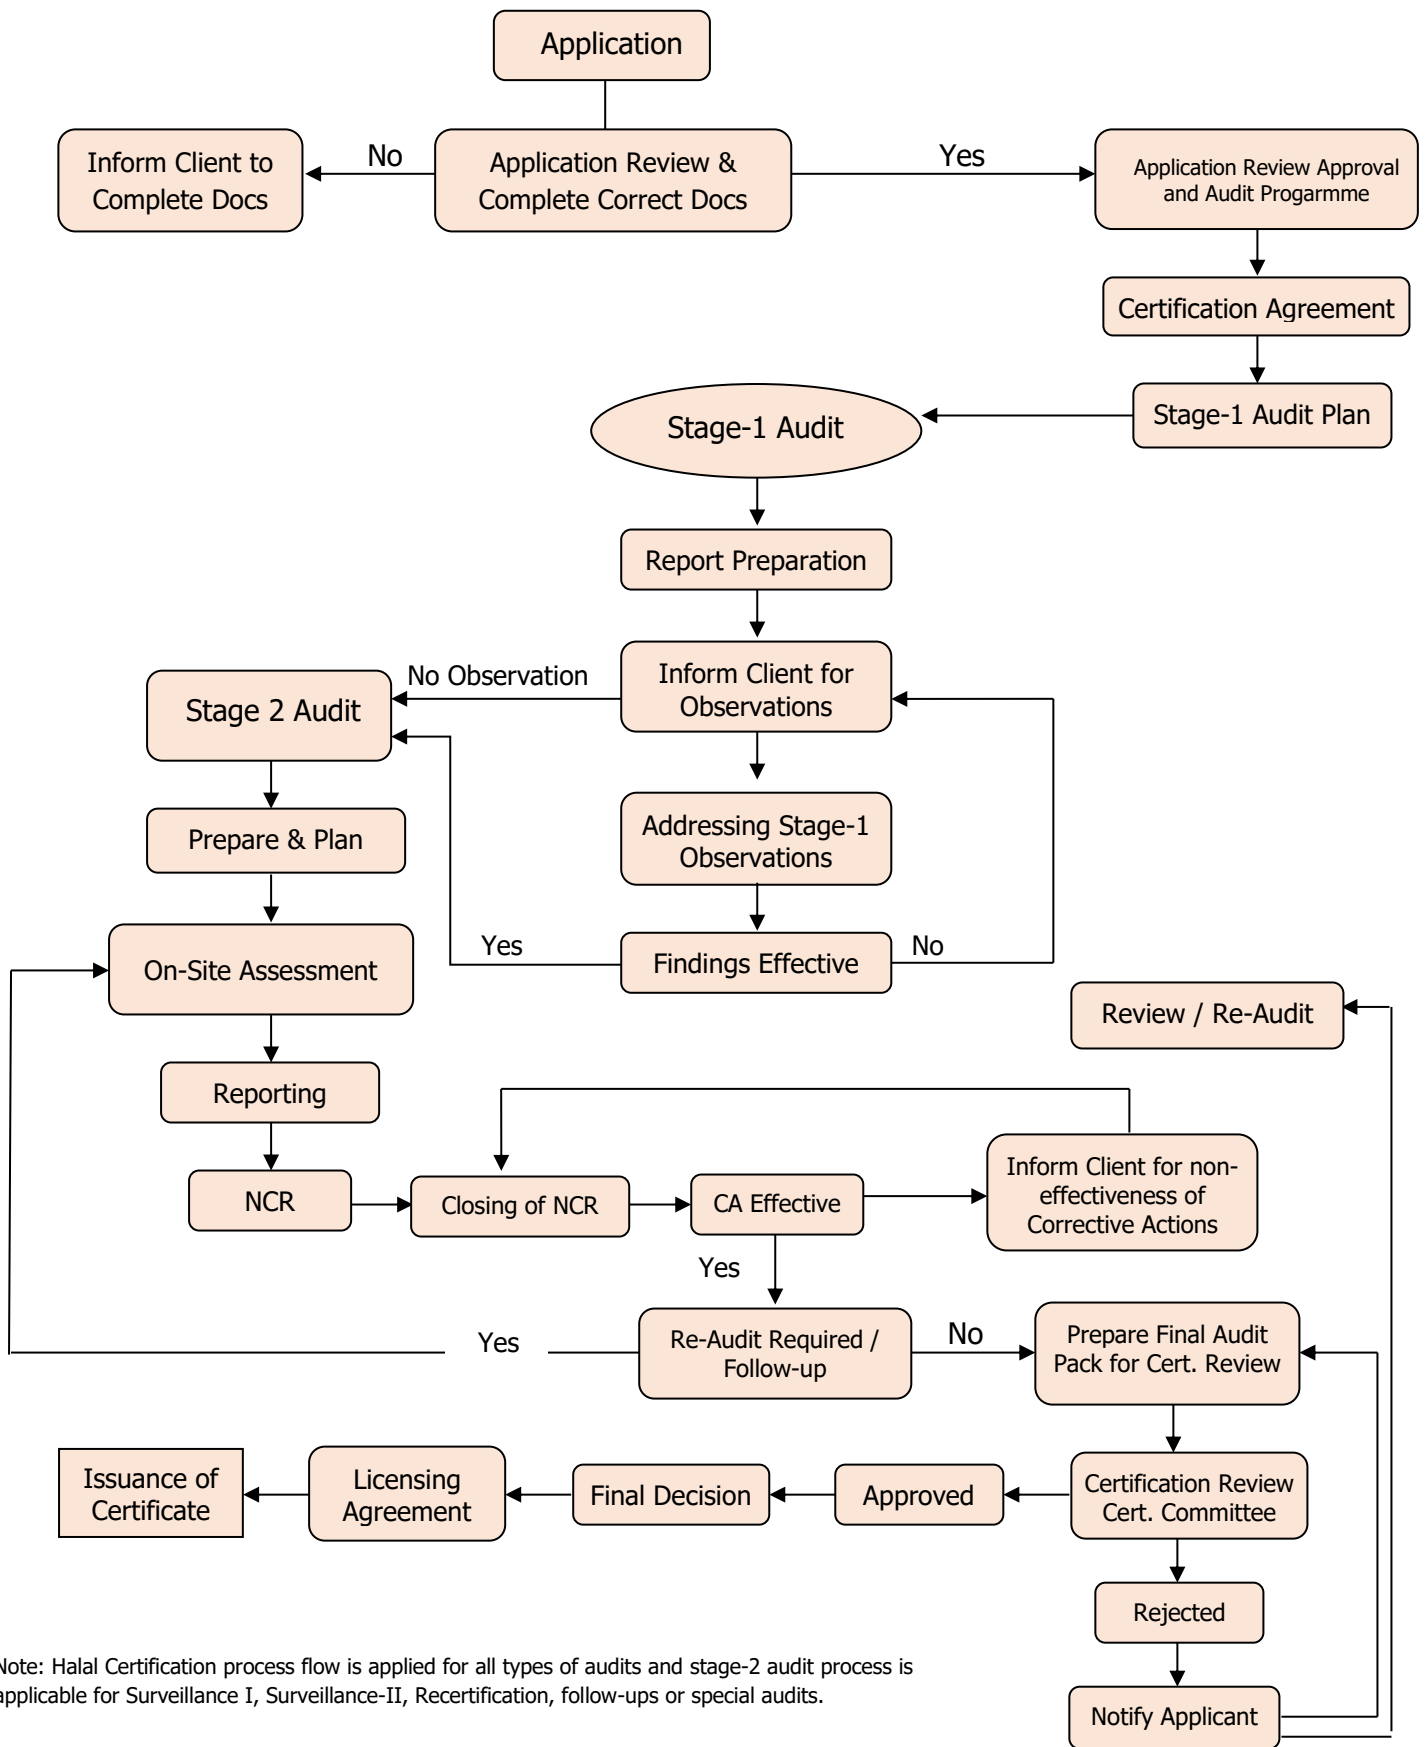 Application
No
Yes
Inform Client to
Complete Docs
Application Review &
Complete Correct Docs
Application Review Approval
and Audit Progarmme
Certification Agreement
Stage-1 Audit Plan
Stage-1 Audit
Report Preparation
Inform Client for
Observations
No Observation
Stage 2 Audit
Addressing Stage-1
Observations
Prepare & Plan
Yes
Findings Effective
No
On-Site Assessment
Review / Re-Audit
Reporting
NCR
Closing of NCR
CA Effective
Inform Client for non-
effectiveness of
Corrective Actions
Yes
Yes
Re-Audit Required /
Follow-up
No
Prepare Final Audit
Pack for Cert. Review
Issuance of
Certificate
Licensing
Agreement
Final Decision
Approved
Certification Review
Cert. Committee
Rejected
Notify Applicant
Note: Halal Certification process flow is applied for all types of audits and stage-2 audit process is
applicable for Surveillance I, Surveillance-II, Recertification, follow-ups or special audits.